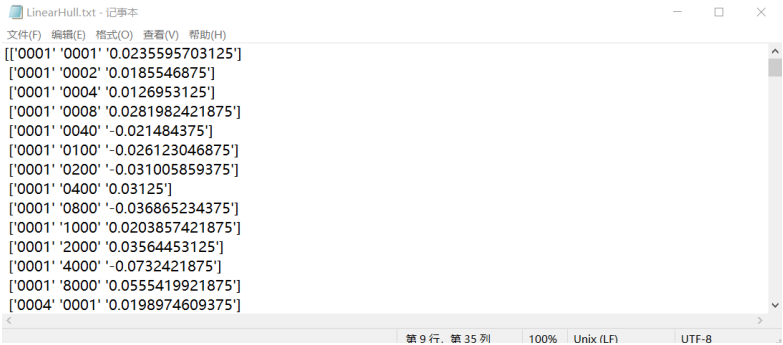 LinearHull.txt - 记事本
文件(F) 编辑(E) 格式(O) 查看(V) 帮助(H)
[['0001' '0001' '0.0235595703125']
['0001' '0002' '0.0185546875']
['0001' '0004' '0.0126953125']
['0001' '0008' '0.0281982421875']
['0001' '0040' '-0.021484375']
['0001' '0100' '-0.026123046875']
['0001' '0200' '-0.031005859375']
['0001' '0400' '0.03125']
['0001' '0800' '-0.036865234375']
['0001' '1000' '0.0203857421875']
['0001' '2000' '0.03564453125']
['0001' '4000' '-0.0732421875']
['0001' '8000' '0.0555419921875']
['0004' '0001' '0.0198974609375']
第 9 行，第 35 列 100% Unix (LF) UTF-8